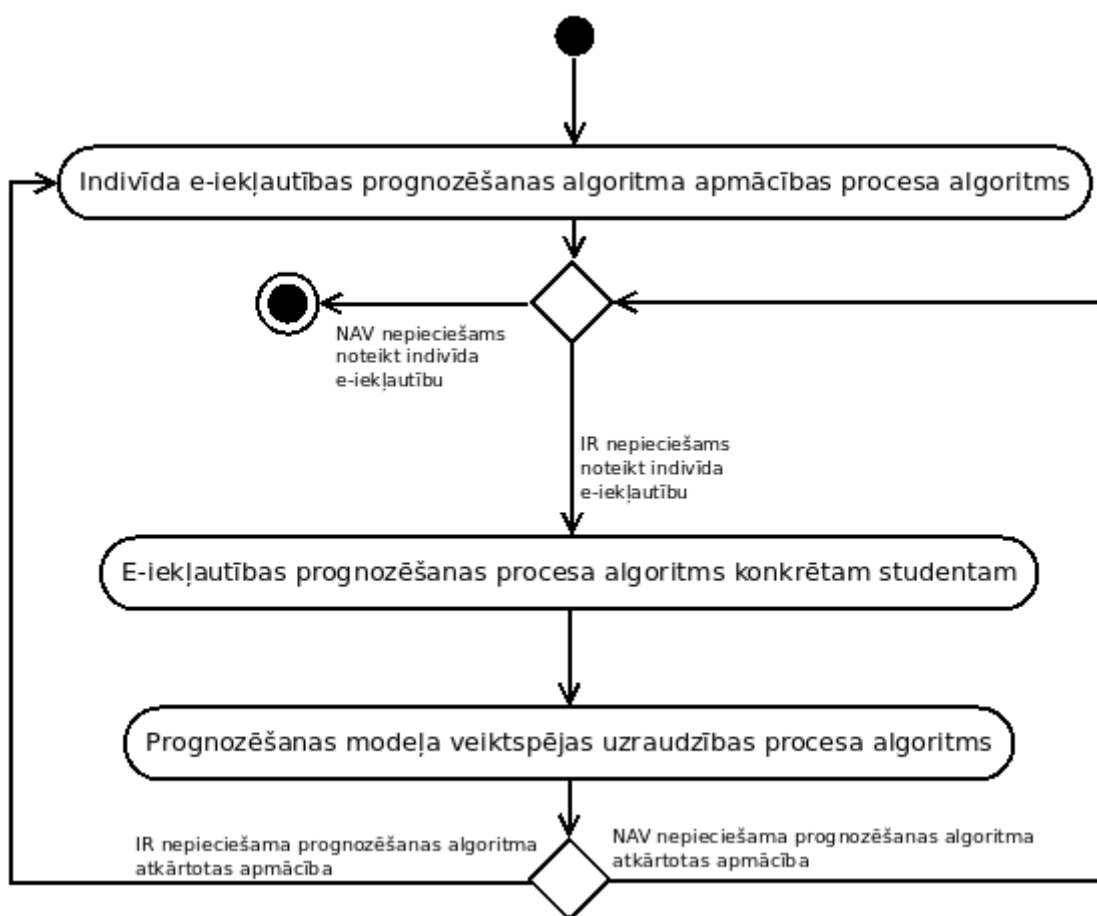 Indivīda e-iekļautības prognozēšanas algoritma apmācības procesa algoritms
NAV nepieciešams
noteikt indivīda
e-iekļautību
IR nepieciešams
noteikt indivīda
e-iekļautību
E-iekļautības prognozēšanas procesa algoritms konkrētam studentam
Prognozēšanas modeļa veiktspējas uzraudzības procesa algoritms
IR nepieciešama prognozēšanas algoritma
atkārtotas apmācība
NAV nepieciešama prognozēšanas algoritma
atkārtotas apmācība